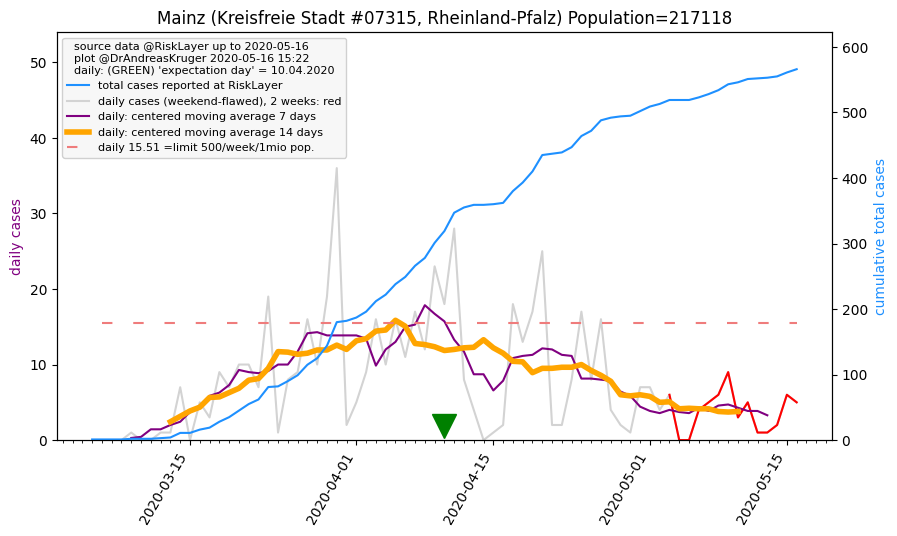 Mainz (Kreisfreie Stadt #07315, Rheinland-Pfalz) Population=217118
source data @RiskLayer up to 2020-05-16
plot @DrAndreasKruger 2020-05-16 15:22
daily: (GREEN) 'expectation day' = 10.04.2020
total cases reported at RiskLayer
daily cases (weekend-flawed), 2 weeks: red
daily: centered moving average 7 days
daily: centered moving average 14 days
daily 15.51 =limit 500/week/1mio pop.
daily cases
50
40
30
20
10
0
cumulative total cases
600
500
400
300
200
100
0
2020-03-15
2020-04-01
2020-04-15
2020-05-01
2020-05-15